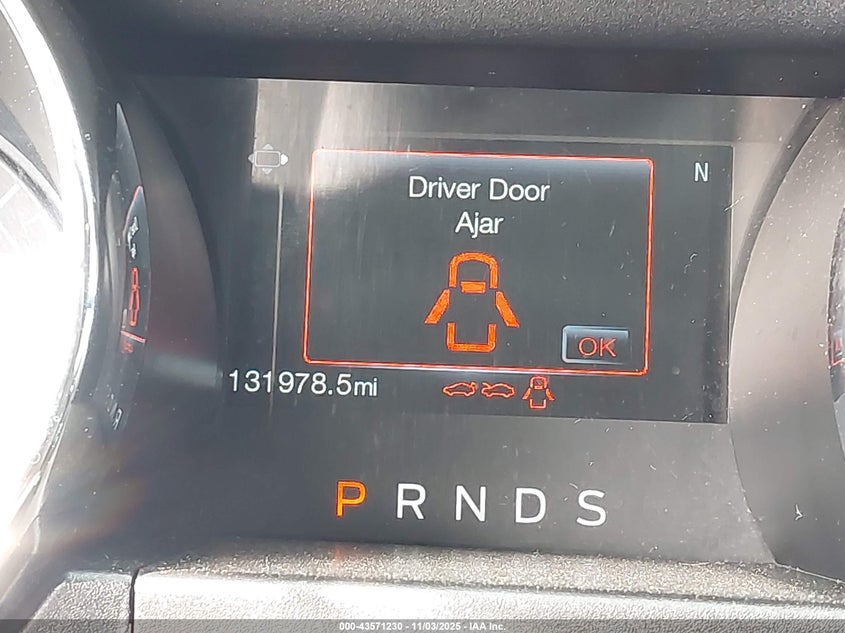 N
Driver Door
Ajar
OK
131978.5mi
P R N D S
000-43571230 - 11/03/2025 - IAA Inc.